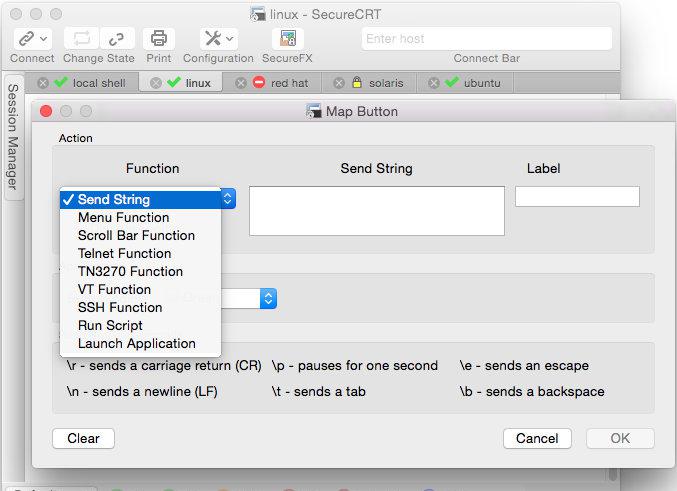 linux - SecureCRT
Enter host
Connect Change State Print Configuration SecureFX Connect Bar
local shell linux red hat solaris ubuntu
Session Manager
Map Button
Action
Function Send String Label
Send String
Menu Function
Scroll Bar Function
Telnet Function
TN3270 Function
VT Function
SSH Function
Run Script
Launch Application
\r - sends a carriage return (CR) \p - pauses for one second \e - sends an escape
\n - sends a newline (LF) \t - sends a tab \b - sends a backspace
Clear Cancel OK